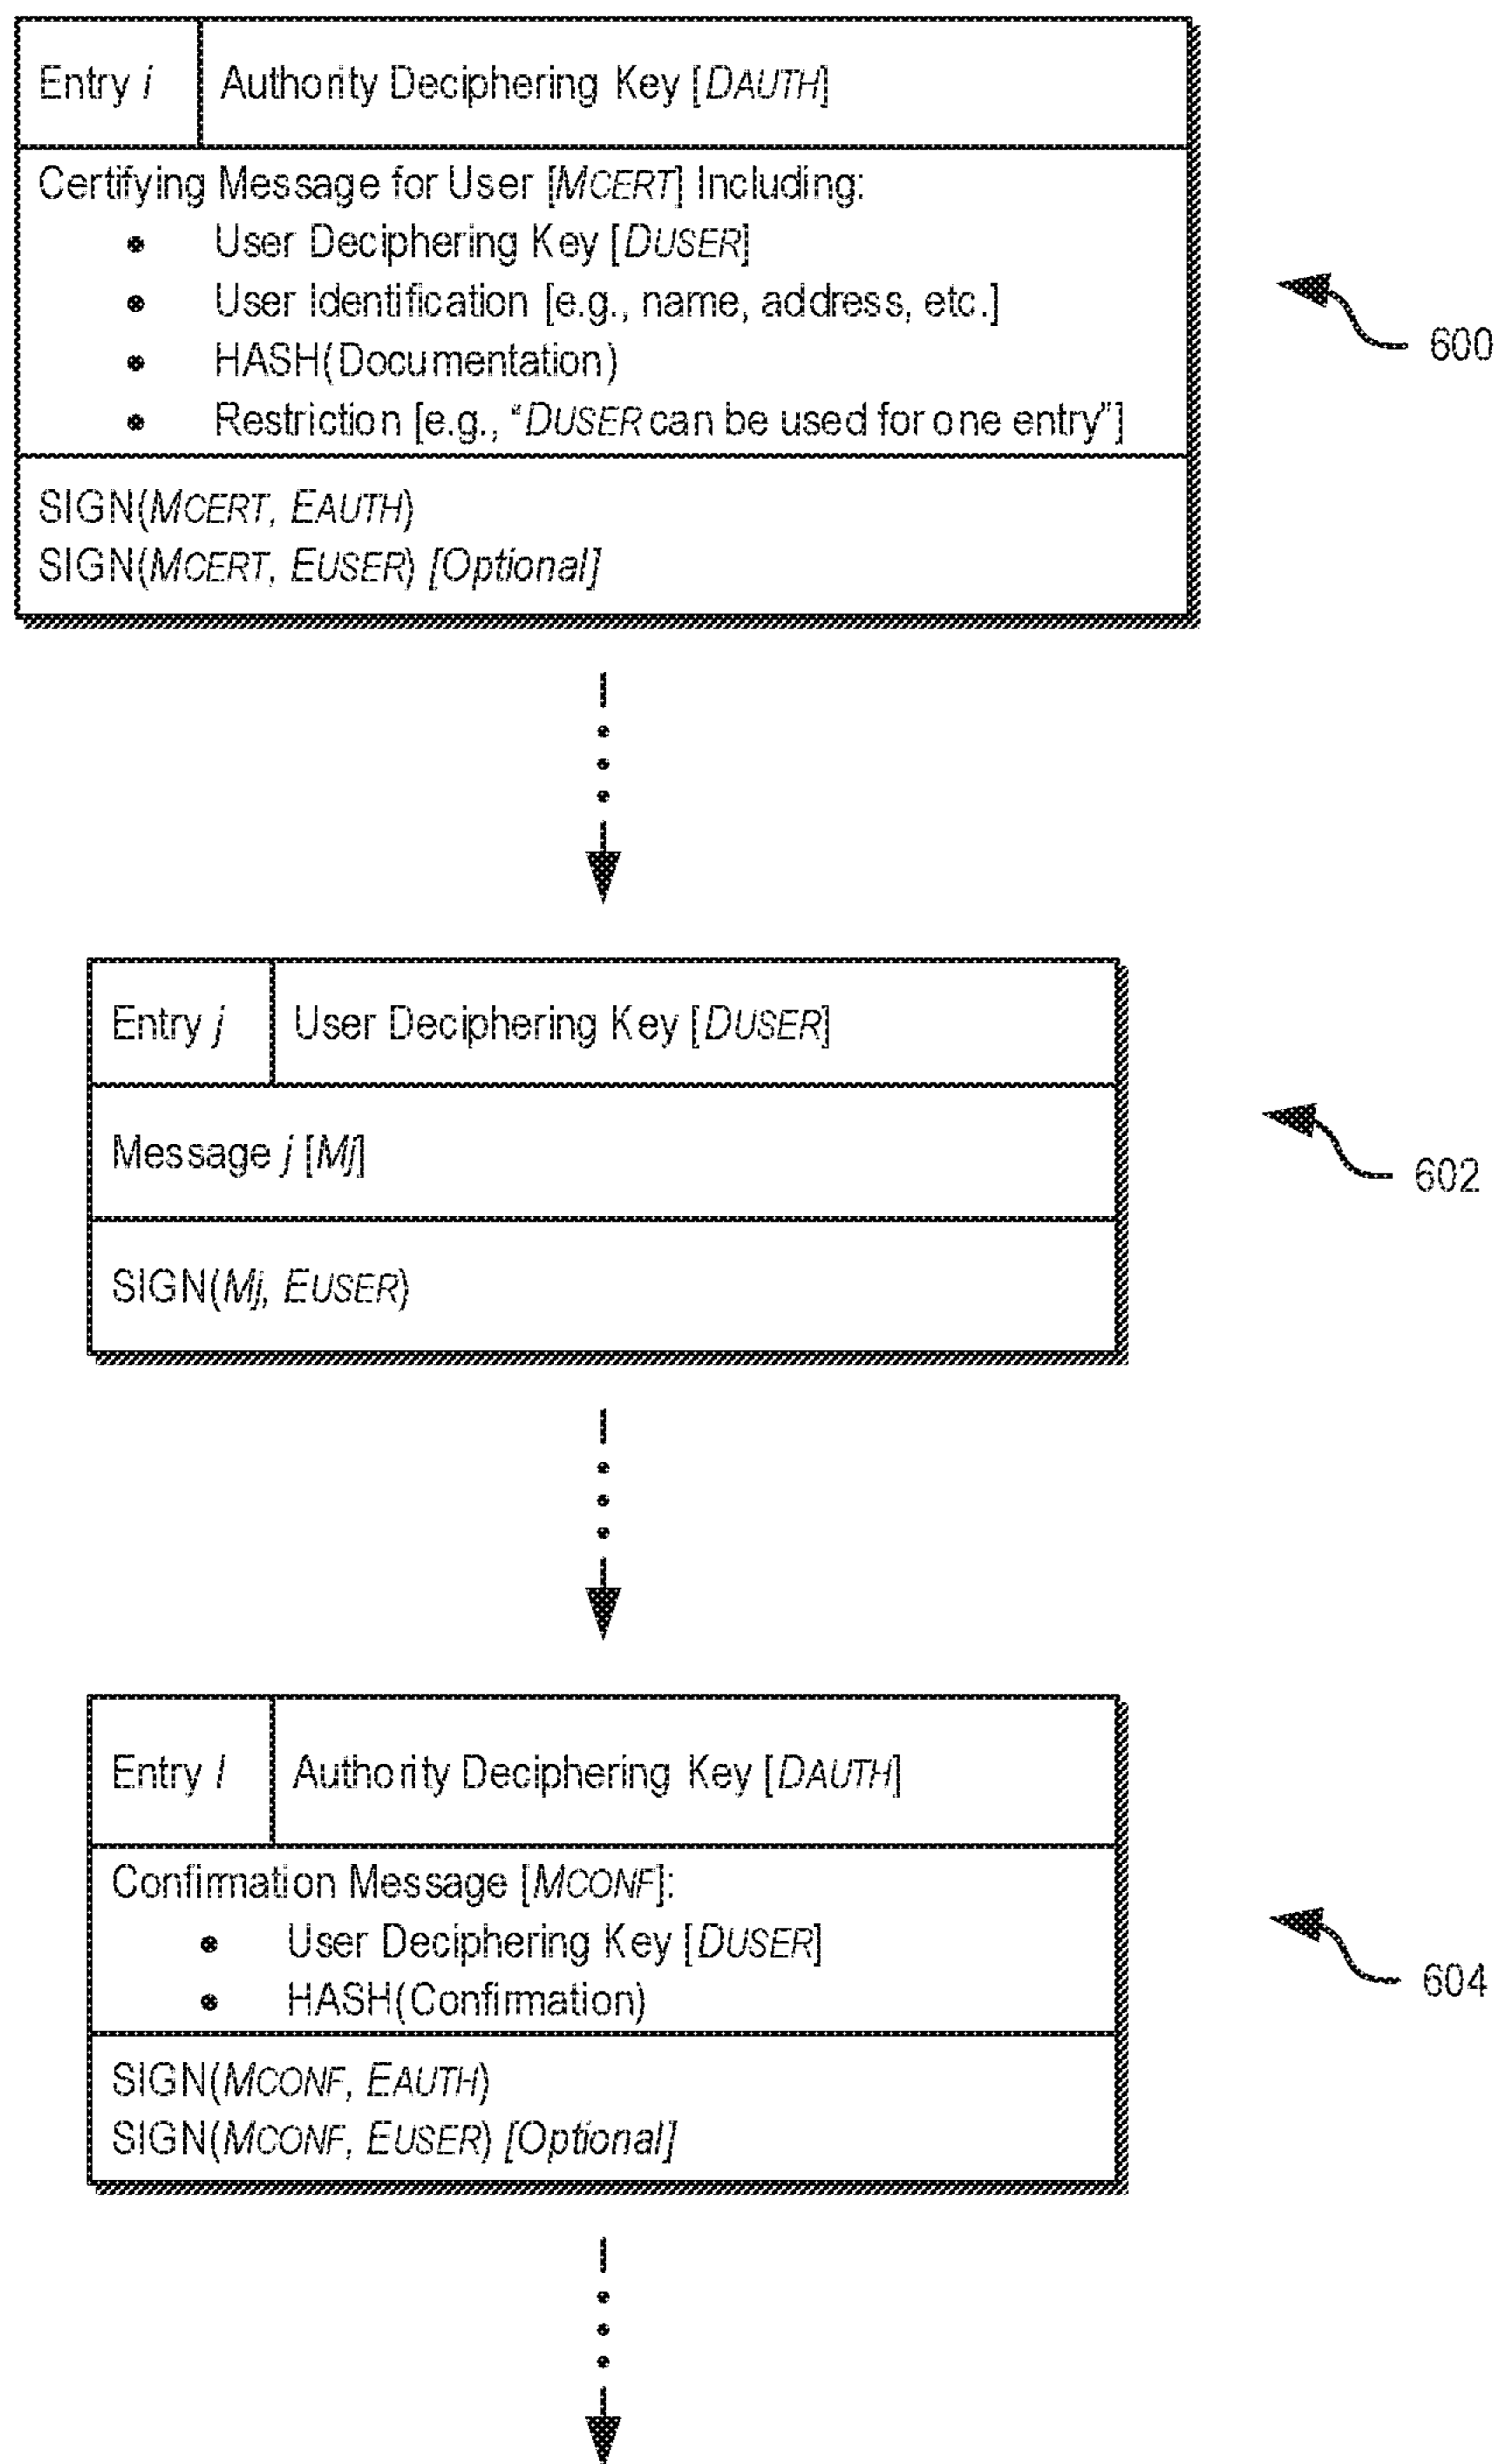 Entry i
Authority Deciphering Key [DAUTH]
Certifying Message for User [MCERT] Including:
• User Deciphering Key [DUSER]
• User Identification [e.g., name, address, etc.]
• HASH(Documentation)
• Restriction [e.g., “DUSER can be used for one entry”]
SIGN(MCERT, EAUTH)
SIGN(MCERT, EUSER) [Optional]
600
Entry j
User Deciphering Key [DUSER]
Message j [Mj]
SIGN(Mj, EUSER)
602
Entry l
Authority Deciphering Key [DAUTH]
Confirmation Message [MCONF]:
• User Deciphering Key [DUSER]
• HASH(Confirmation)
SIGN(MCONF, EAUTH)
SIGN(MCONF, EUSER) [Optional]
604